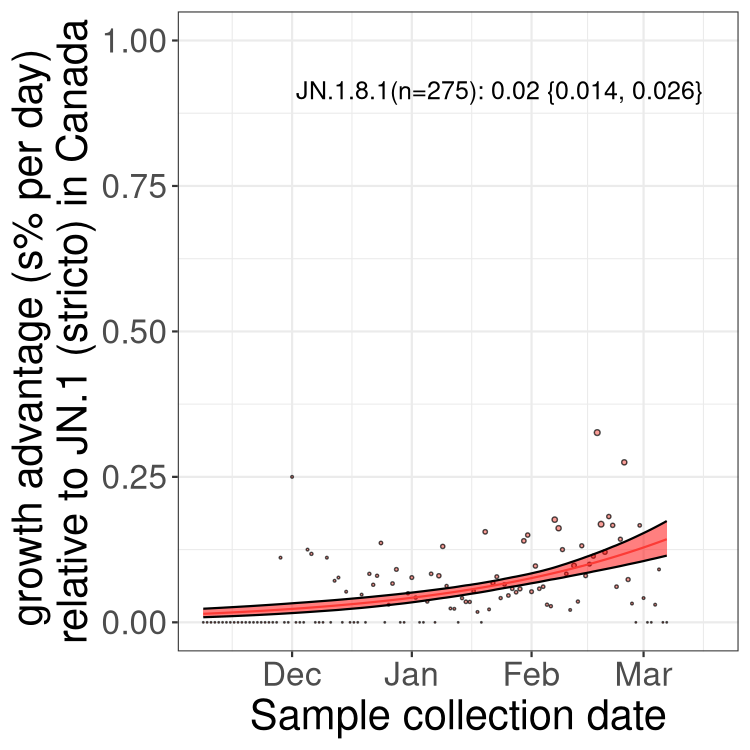 growth advantage (s% per day)
relative to JN.1 (stricto) in Canada
1.00
0.75
0.50
0.25
0.00
JN.1.8.1(n=275): 0.02 {0.014, 0.026}
Dec Jan Feb Mar
Sample collection date